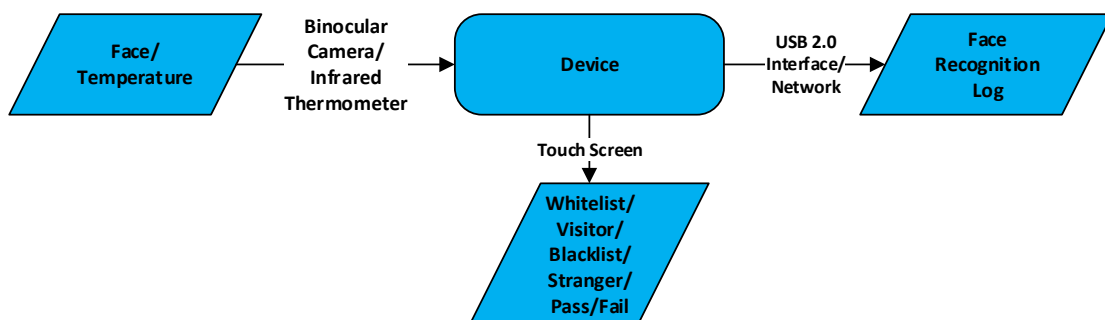 Face/
Temperature
Binocular
Camera/
Infrared
Thermometer
Device
USB 2.0
Interface/
Network
Face
Recognition
Log
Touch Screen
Whitelist/
Visitor/
Blacklist/
Stranger/
Pass/Fail